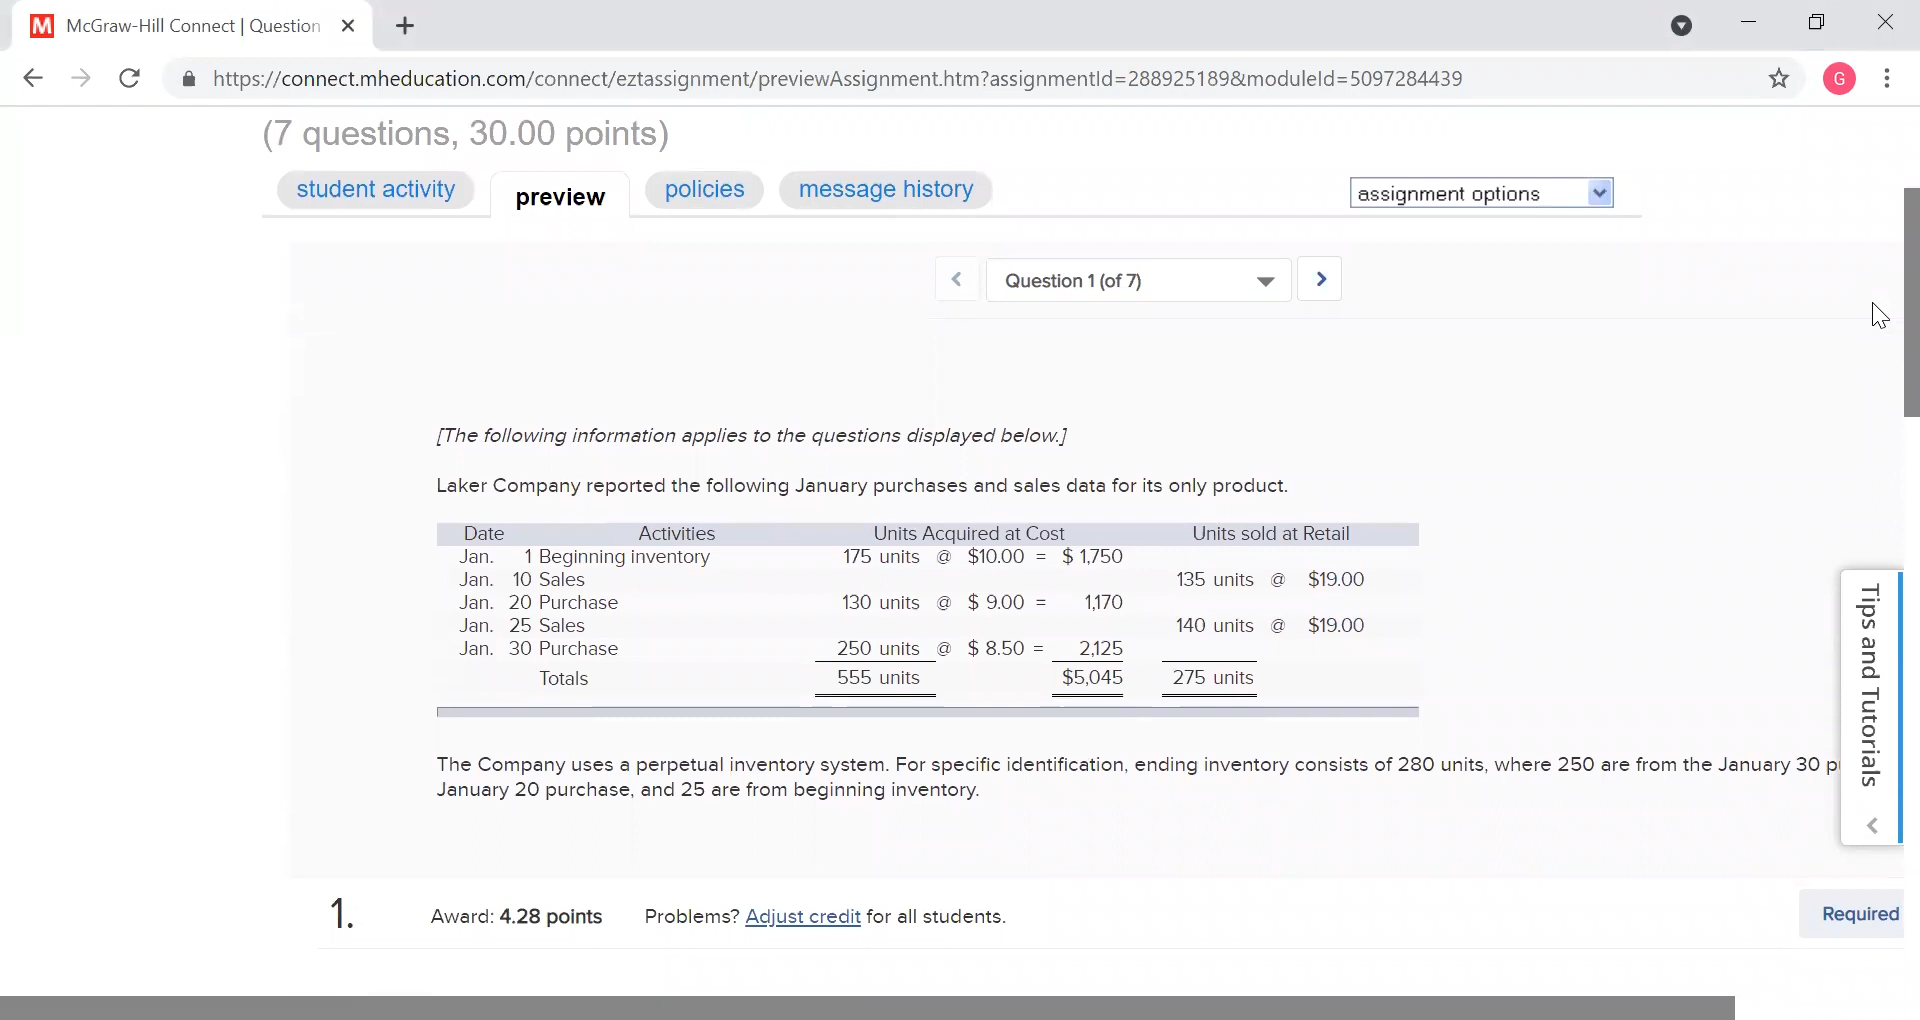 McGraw-Hill Connect | Question
https://connect.mheducation.com/connect/eztassignment/previewAssignment.htm?assignmentId=288925189&moduleId=5097284439
G
(7 questions, 30.00 points)
student activity preview policies message history assignment options
Question 1 (of 7)
[The following information applies to the questions displayed below.]
Laker Company reported the following January purchases and sales data for its only product.
Date Activities Units Acquired at Cost Units sold at Retail
Jan. 1 Beginning inventory 175 units @ $10.00 = $ 1,750
Jan. 10 Sales 135 units @ $19.00
Jan. 20 Purchase 130 units @ $ 9.00 = 1,170
Jan. 25 Sales 140 units @ $19.00
Jan. 30 Purchase 250 units @ $ 8.50 = 2,125
Totals 555 units $5,045 275 units
The Company uses a perpetual inventory system. For specific identification, ending inventory consists of 280 units, where 250 are from the January 30
January 20 purchase, and 25 are from beginning inventory.
Tips and Tutorials
1. Award: 4.28 points Problems? Adjust credit for all students.
Required